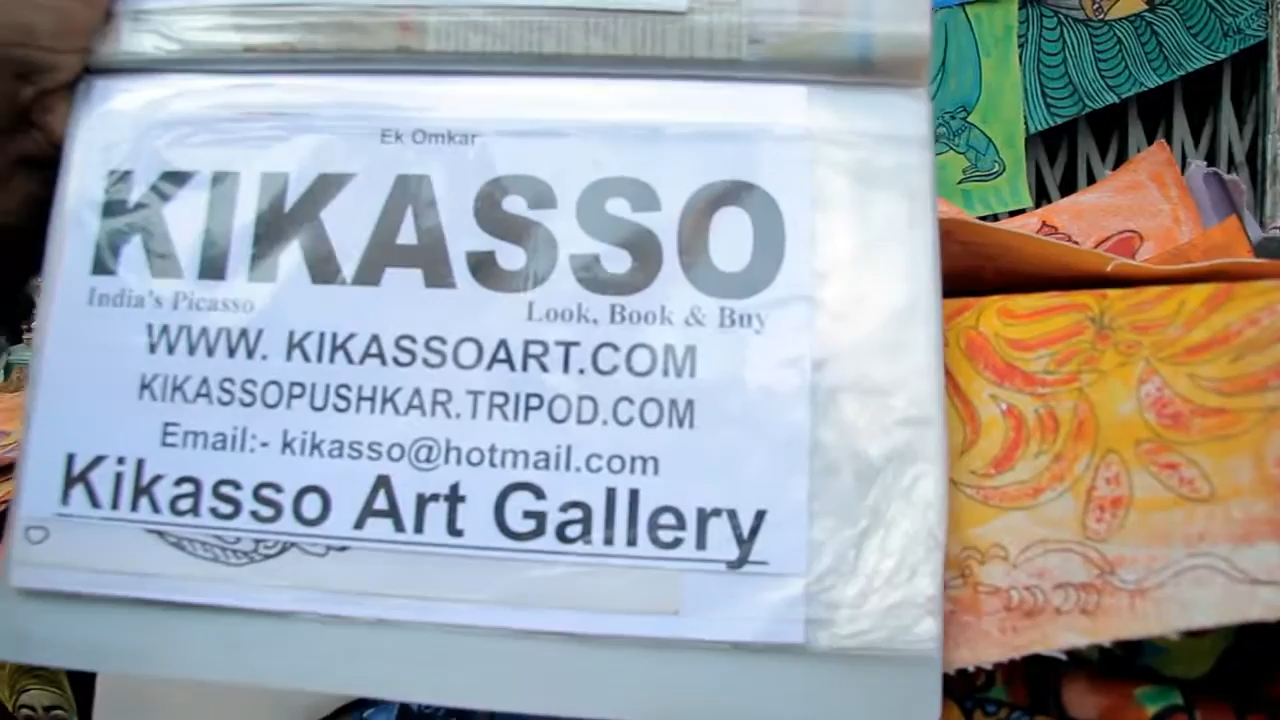 Ek Omkar
KIKASSO
India's Picasso Look, Book & Buy
WWW. KIKASSOART.COM
KIKASSOPUSHKAR.TRIPOD.COM
Email:- kikasso@hotmail.com
Kikasso Art Gallery